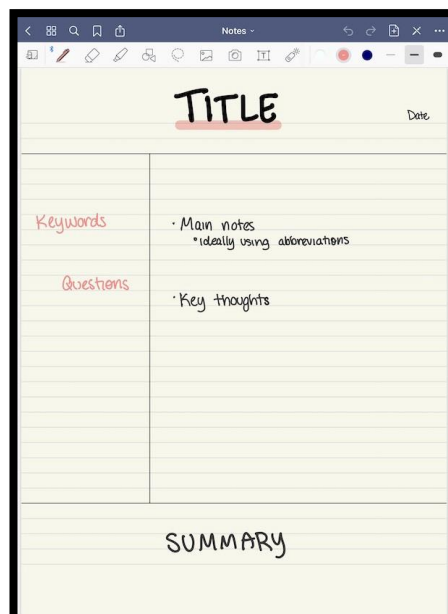 Notes
TITLE
Date
Keywords
· Main notes
• ideally using abbreviations
Questions
· Key thoughts
SUMMARY